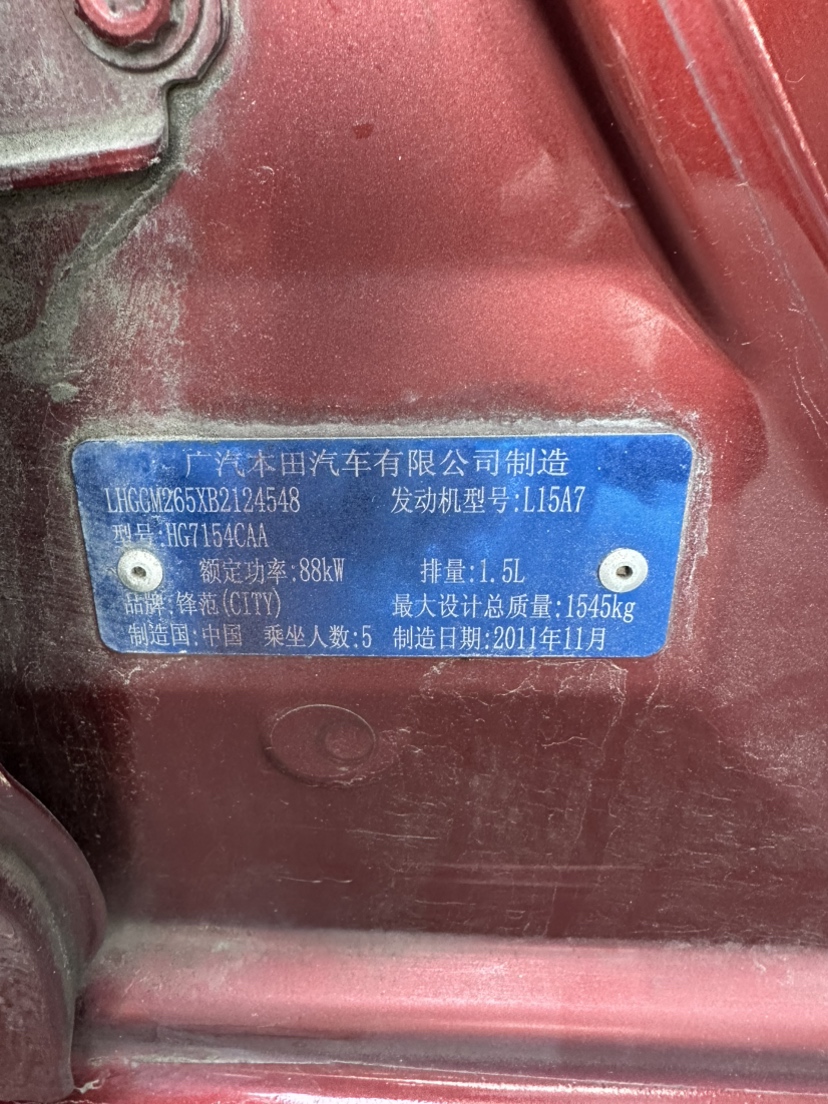 广汽本田汽车有限公司制造
LHGCM265XB2124548 发动机型号:L15A7
型号:HG7154CAA
额定功率:88kW 排量:1.5L
品牌:锋范(CITY) 最大设计总质量:1545kg
制造国:中国 乘坐人数:5 制造日期:2011年11月